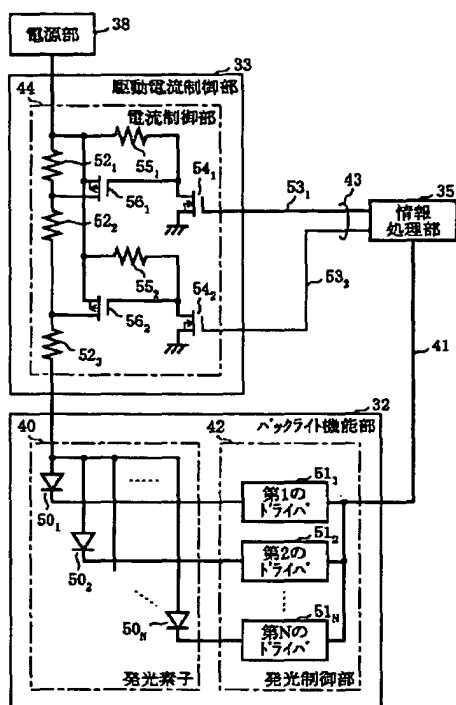 電源部
38
33
駆動電流制御部
44
電流制御部
52₁
55₁
54₁
56₁
53₁
43
35
情報
処理部
52₂
55₂
54₂
56₂
53₂
52₃
41
32
バックライト機能部
40
42
50₁
第1の
ドライバ
51₁
50₂
第2の
ドライバ
51₂
50N
第Nの
ドライバ
51N
発光素子
発光制御部